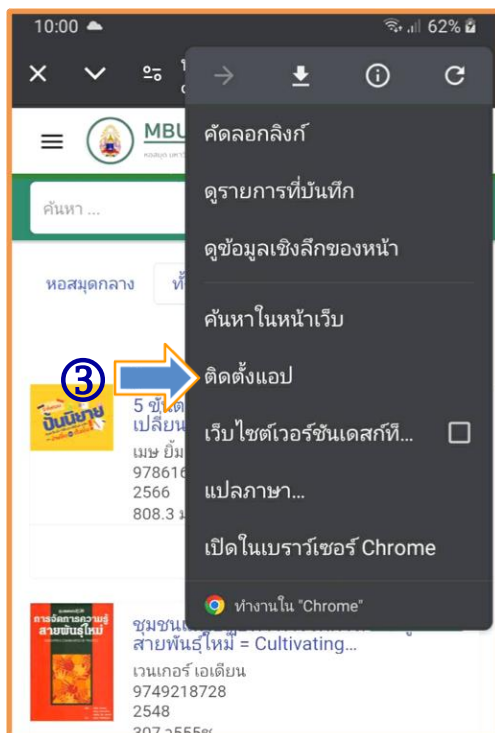 10:00
62%
MBU
ค้นหา ...
หอสมุดกลาง
คัดลอกลิงก์
ดูรายการที่บันทึก
ดูข้อมูลเชิงลึกของหน้า
ค้นหาในหน้าเว็บ
③
ติดตั้งแอป
เว็บไซต์เวอร์ชันเดสก์ท็...
แปลภาษา...
เปิดในเบราว์เซอร์ Chrome
ทำงานใน "Chrome"
ปั้นนิยาย
เปลี่ยน
เมษ ยิ้ม
978616
2566
808.3
การจัดการความรู้
สายพันธุ์ใหม่
ชุมชน
สายพันธุ์ใหม่ = Cultivating...
เวนเกอร์ เอเดียน
9749218728
2548